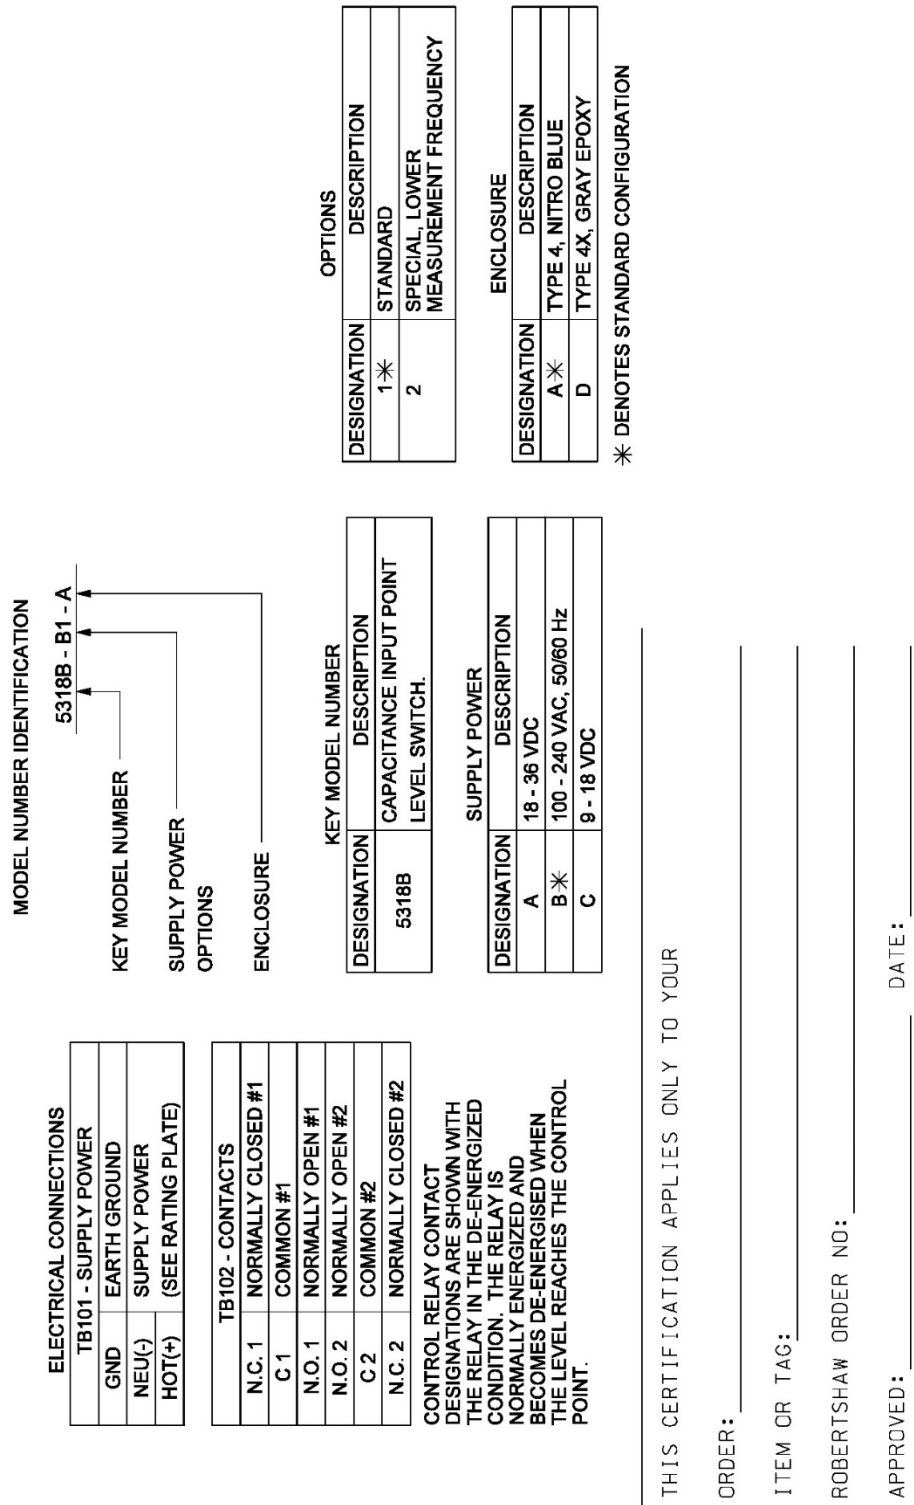 MODEL NUMBER IDENTIFICATION
5318B - B1 - A
KEY MODEL NUMBER
SUPPLY POWER
OPTIONS
ENCLOSURE
ELECTRICAL CONNECTIONS
TB101 - SUPPLY POWER
GND EARTH GROUND
NEU(-) SUPPLY POWER
HOT(+) (SEE RATING PLATE)
TB102 - CONTACTS
N.C. 1 NORMALLY CLOSED #1
C 1 COMMON #1
N.O. 1 NORMALLY OPEN #1
N.O. 2 NORMALLY OPEN #2
C 2 COMMON #2
N.C. 2 NORMALLY CLOSED #2
CONTROL RELAY CONTACT
DESIGNATIONS ARE SHOWN WITH
THE RELAY IN THE DE-ENERGIZED
CONDITION. THE RELAY IS
NORMALLY ENERGIZED AND
BECOMES DE-ENERGISED WHEN
THE LEVEL REACHES THE CONTROL
POINT.
KEY MODEL NUMBER
DESIGNATION DESCRIPTION
5318B CAPACITANCE INPUT POINT
LEVEL SWITCH.
SUPPLY POWER
DESIGNATION DESCRIPTION
A 18 - 36 VDC
B* 100 - 240 VAC, 50/60 Hz
C 9 - 18 VDC
OPTIONS
DESIGNATION DESCRIPTION
1* STANDARD
2 SPECIAL, LOWER
MEASUREMENT FREQUENCY
ENCLOSURE
DESIGNATION DESCRIPTION
A* TYPE 4, NITRO BLUE
D TYPE 4X, GRAY EPOXY
* DENOTES STANDARD CONFIGURATION
THIS CERTIFICATION APPLIES ONLY TO YOUR
ORDER:
ITEM OR TAG:
ROBERTSHAW ORDER NO:
APPROVED: DATE: